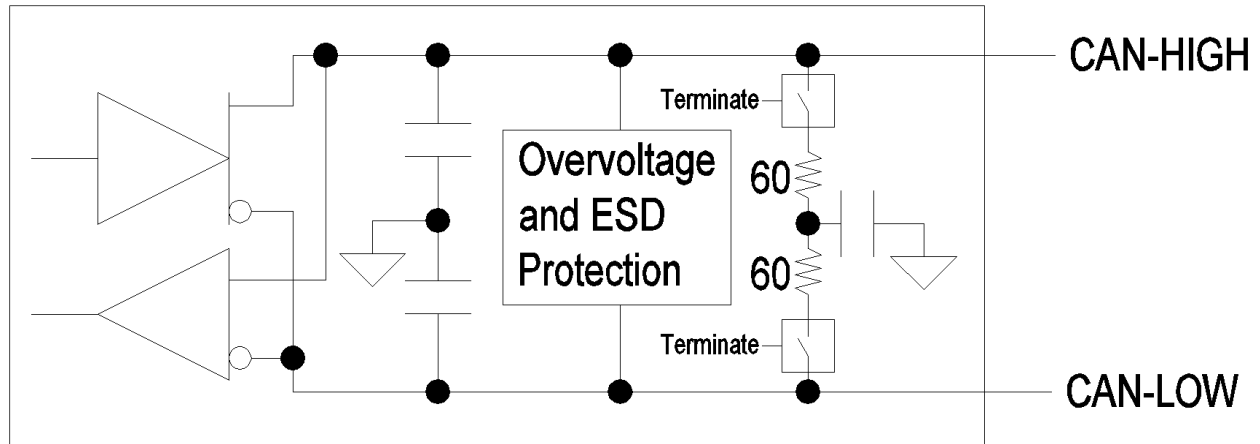 CAN-HIGH
Terminate
Overvoltage
and ESD
Protection
60
60
Terminate
CAN-LOW